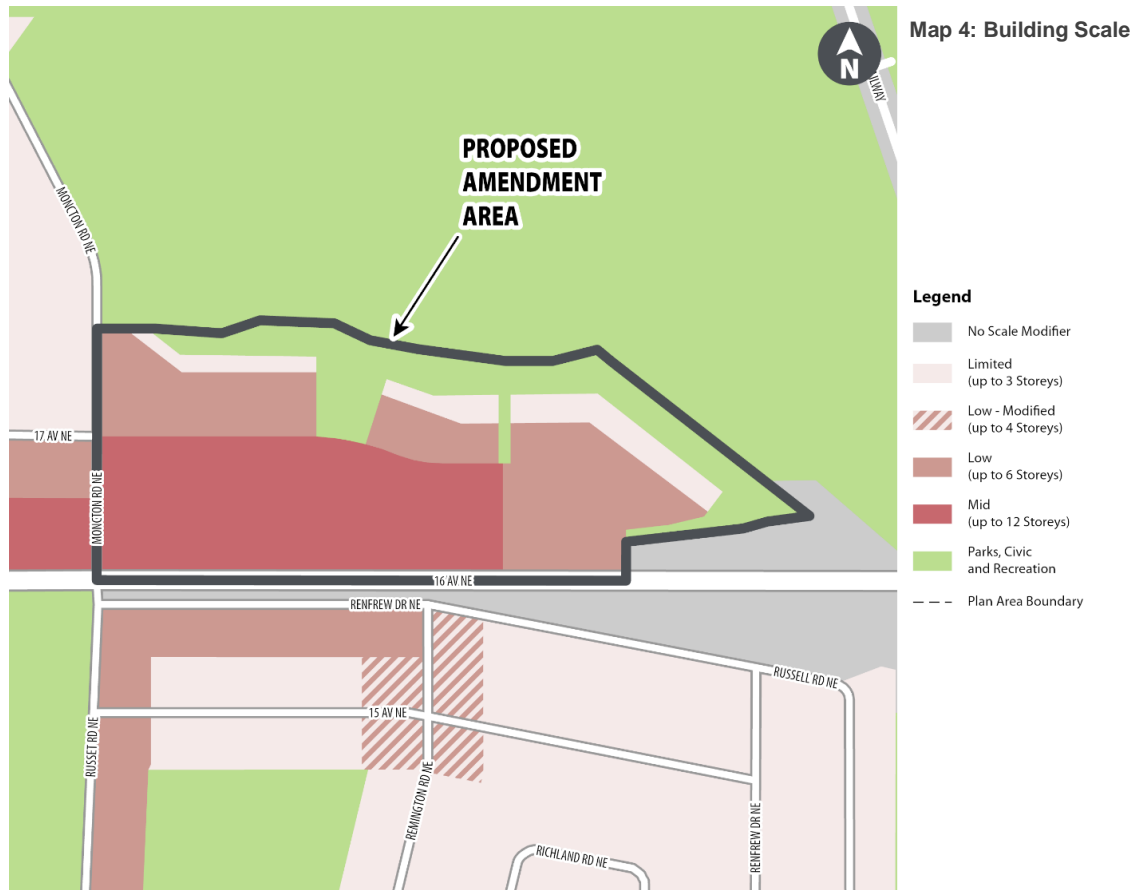 Map 4: Building Scale
N
PROPOSED
AMENDMENT
AREA
MONCTON RD NE
17 AV NE
MONCTON RD NE
16 AV NE
RENFREW DR NE
RUSSELL RD NE
15 AV NE
RUSSET RD NE
REMINGTON RD NE
RENFREW DR NE
RICHLAND RD NE
Legend
No Scale Modifier
Limited
(up to 3 Storeys)
Low - Modified
(up to 4 Storeys)
Low
(up to 6 Storeys)
Mid
(up to 12 Storeys)
Parks, Civic
and Recreation
Plan Area Boundary